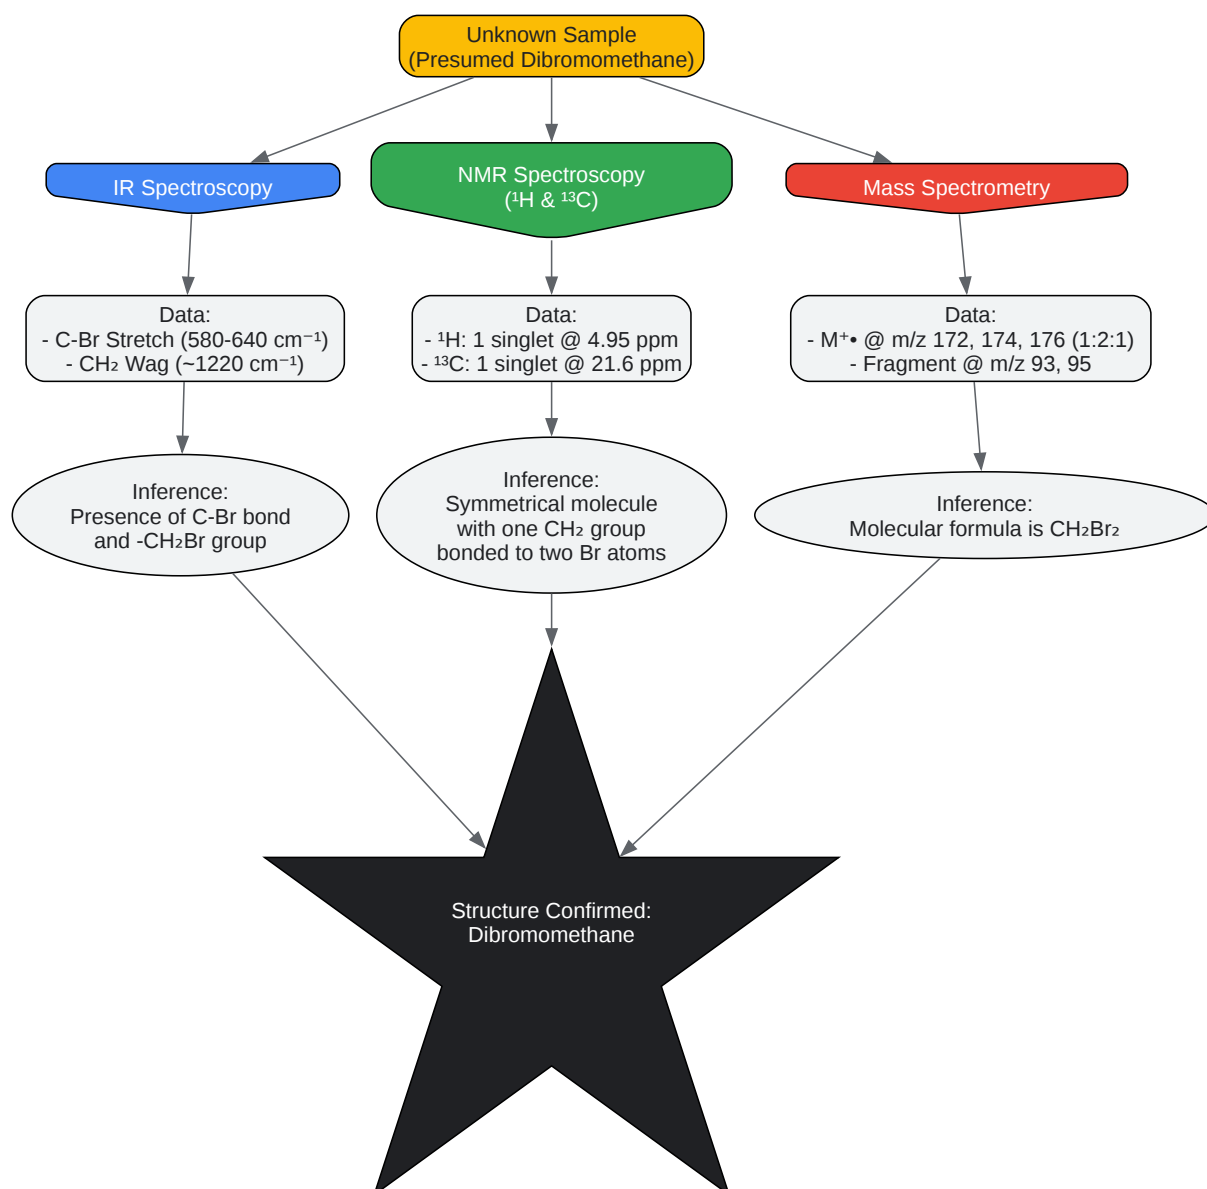 Unknown Sample
(Presumed Dibromomethane)
IR Spectroscopy
NMR Spectroscopy
(¹H & ¹³C)
Mass Spectrometry
Data:
- C-Br Stretch (580-640 cm⁻¹)
- CH₂ Wag (~1220 cm⁻¹)
Data:
- ¹H: 1 singlet @ 4.95 ppm
- ¹³C: 1 singlet @ 21.6 ppm
Data:
- M⁺• @ m/z 172, 174, 176 (1:2:1)
- Fragment @ m/z 93, 95
Inference:
Presence of C-Br bond
and -CH₂Br group
Inference:
Symmetrical molecule
with one CH₂ group
bonded to two Br atoms
Inference:
Molecular formula is CH₂Br₂
Structure Confirmed:
Dibromomethane